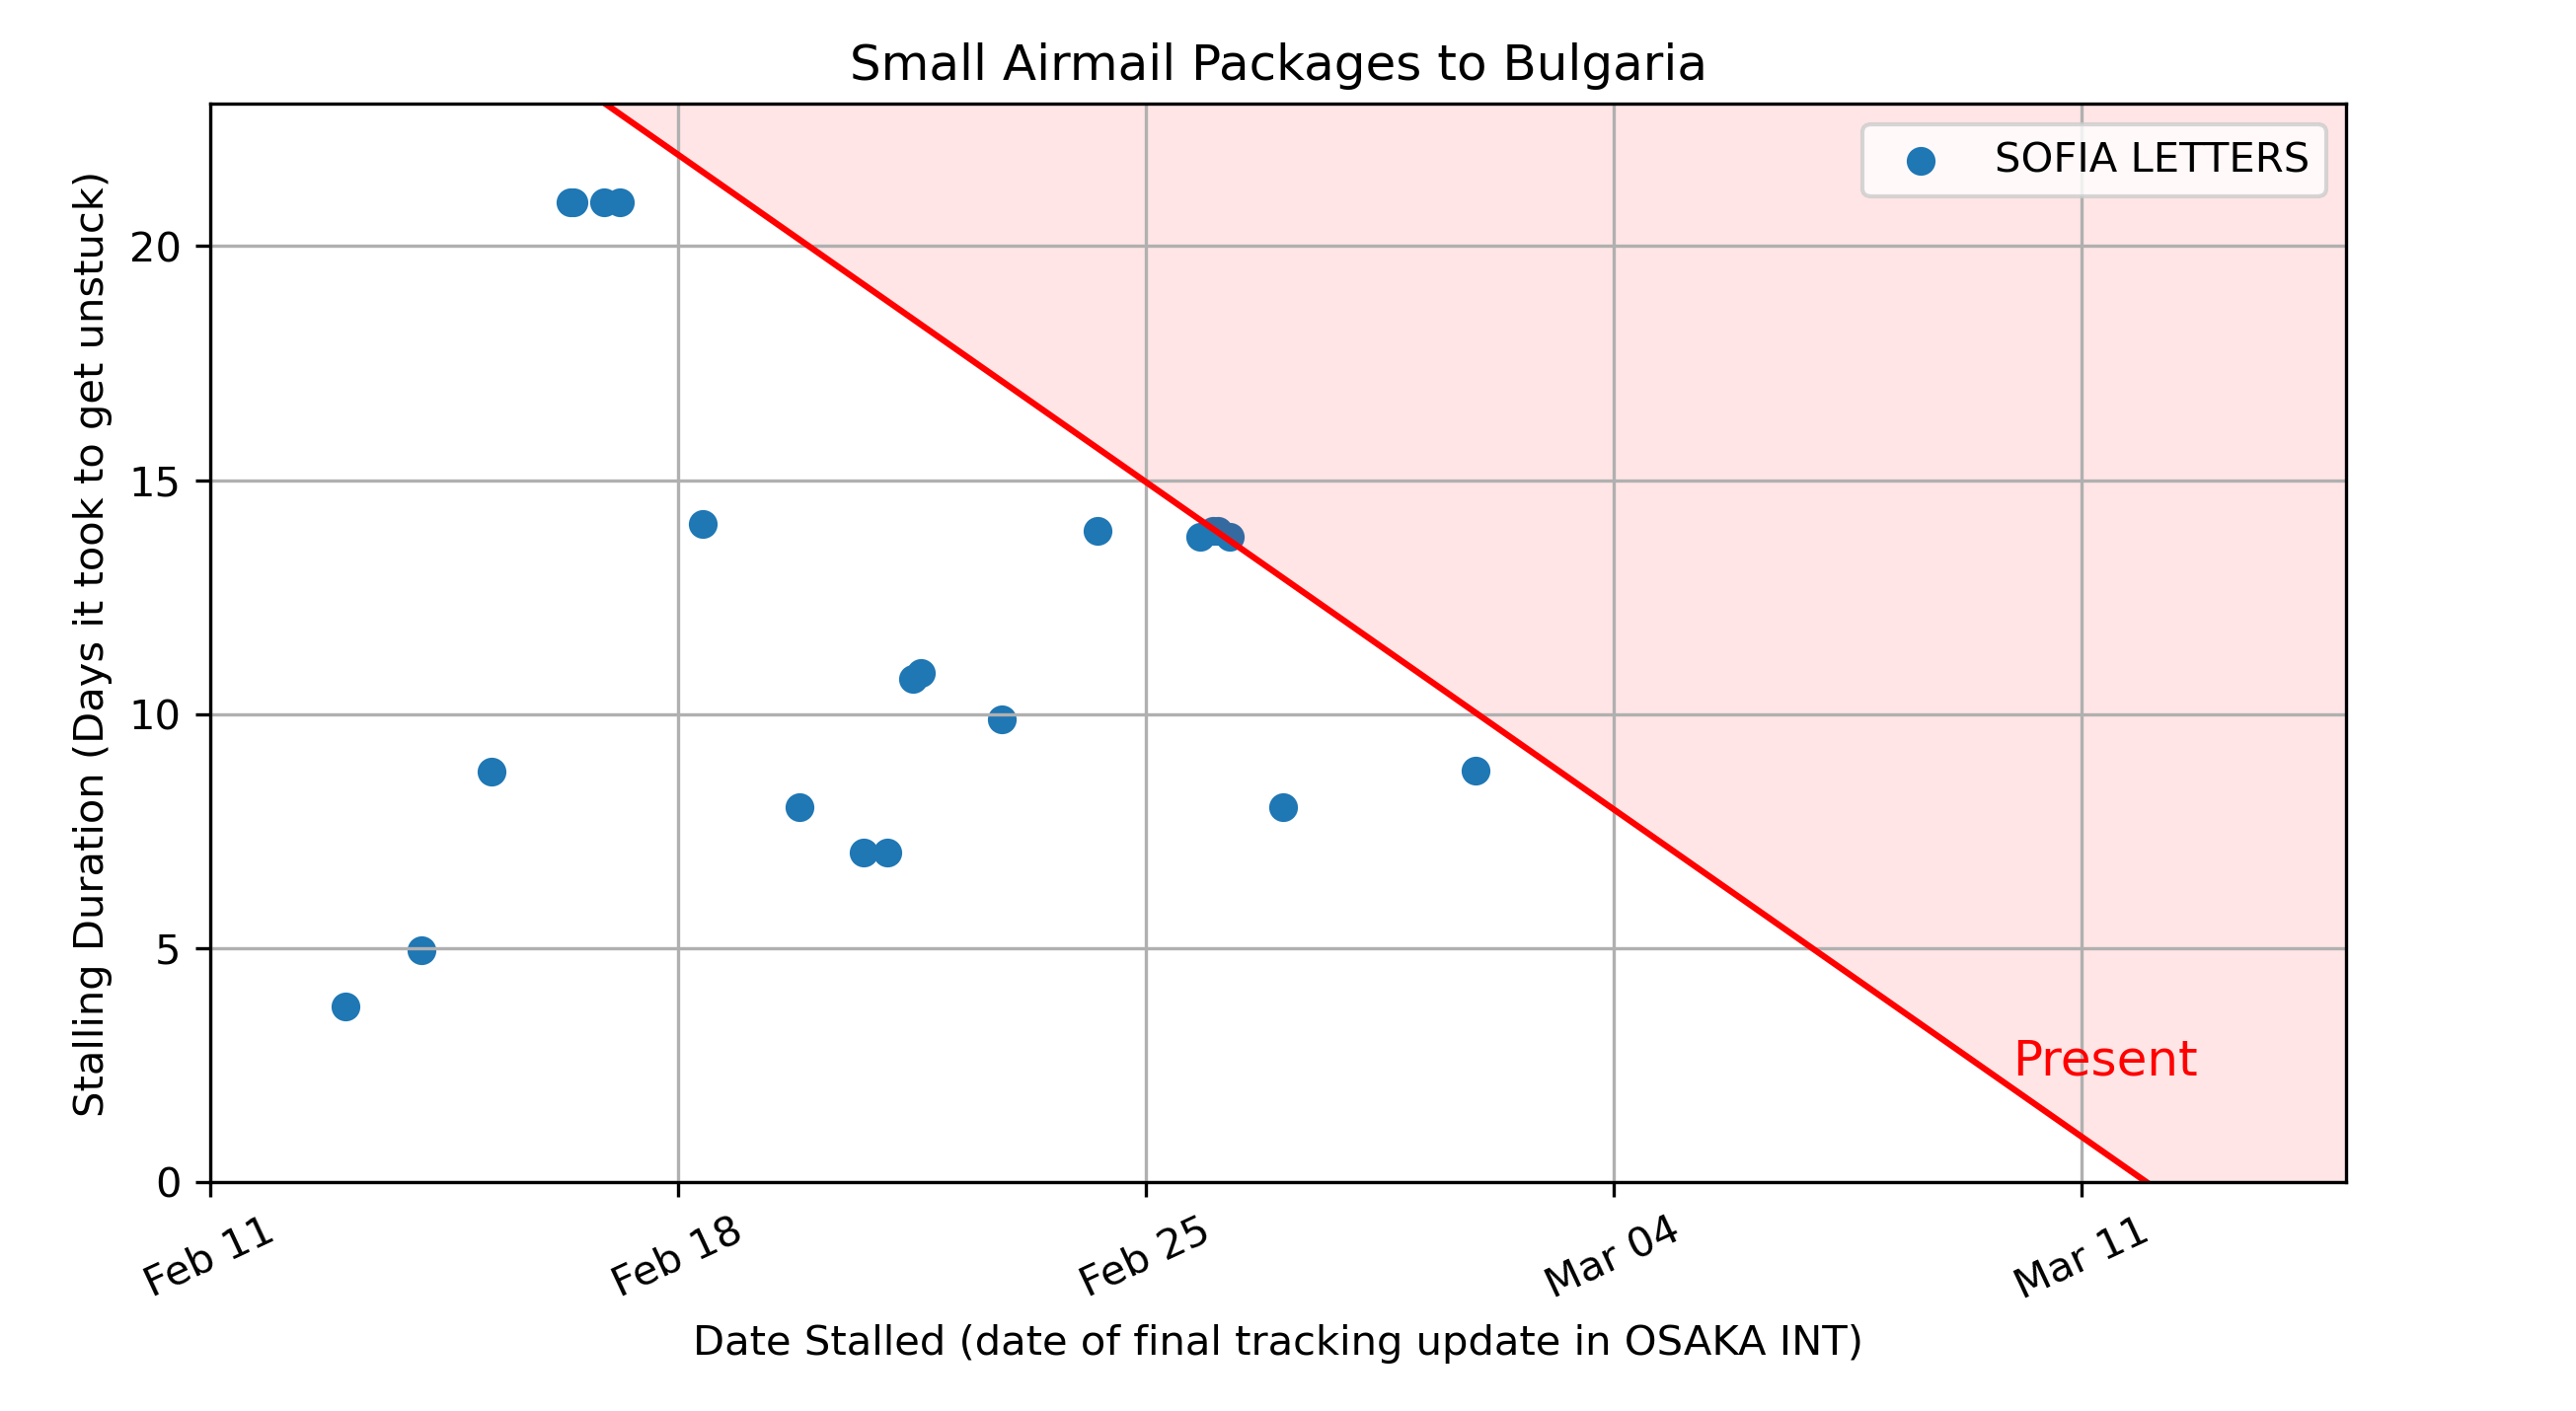 Small Airmail Packages to Bulgaria
SOFIA LETTERS
Stalling Duration (Days it took to get unstuck)
20
15
10
5
0
Present
Feb 11
Feb 18
Feb 25
Mar 04
Mar 11
Date Stalled (date of final tracking update in OSAKA INT)